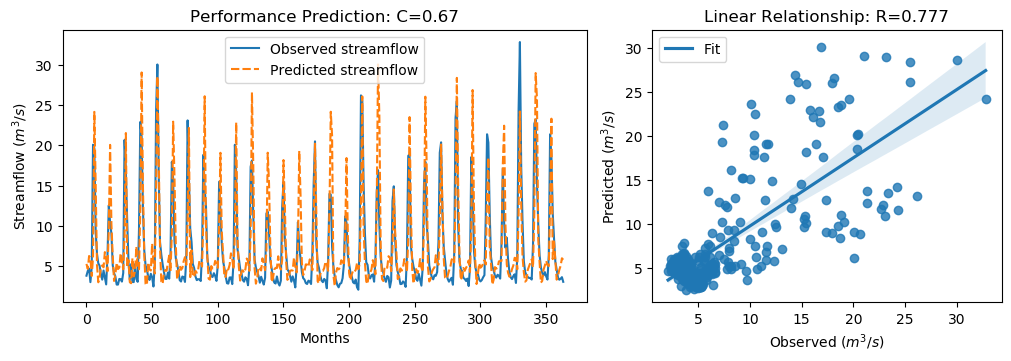 Performance Prediction: C=0.67
Observed streamflow
Predicted streamflow
Streamflow (m³/s)
30
25
20
15
10
5
0
50
100
150
200
250
300
350
Months
Linear Relationship: R=0.777
Fit
Predicted (m³/s)
30
25
20
15
10
5
5
10
15
20
25
30
Observed (m³/s)